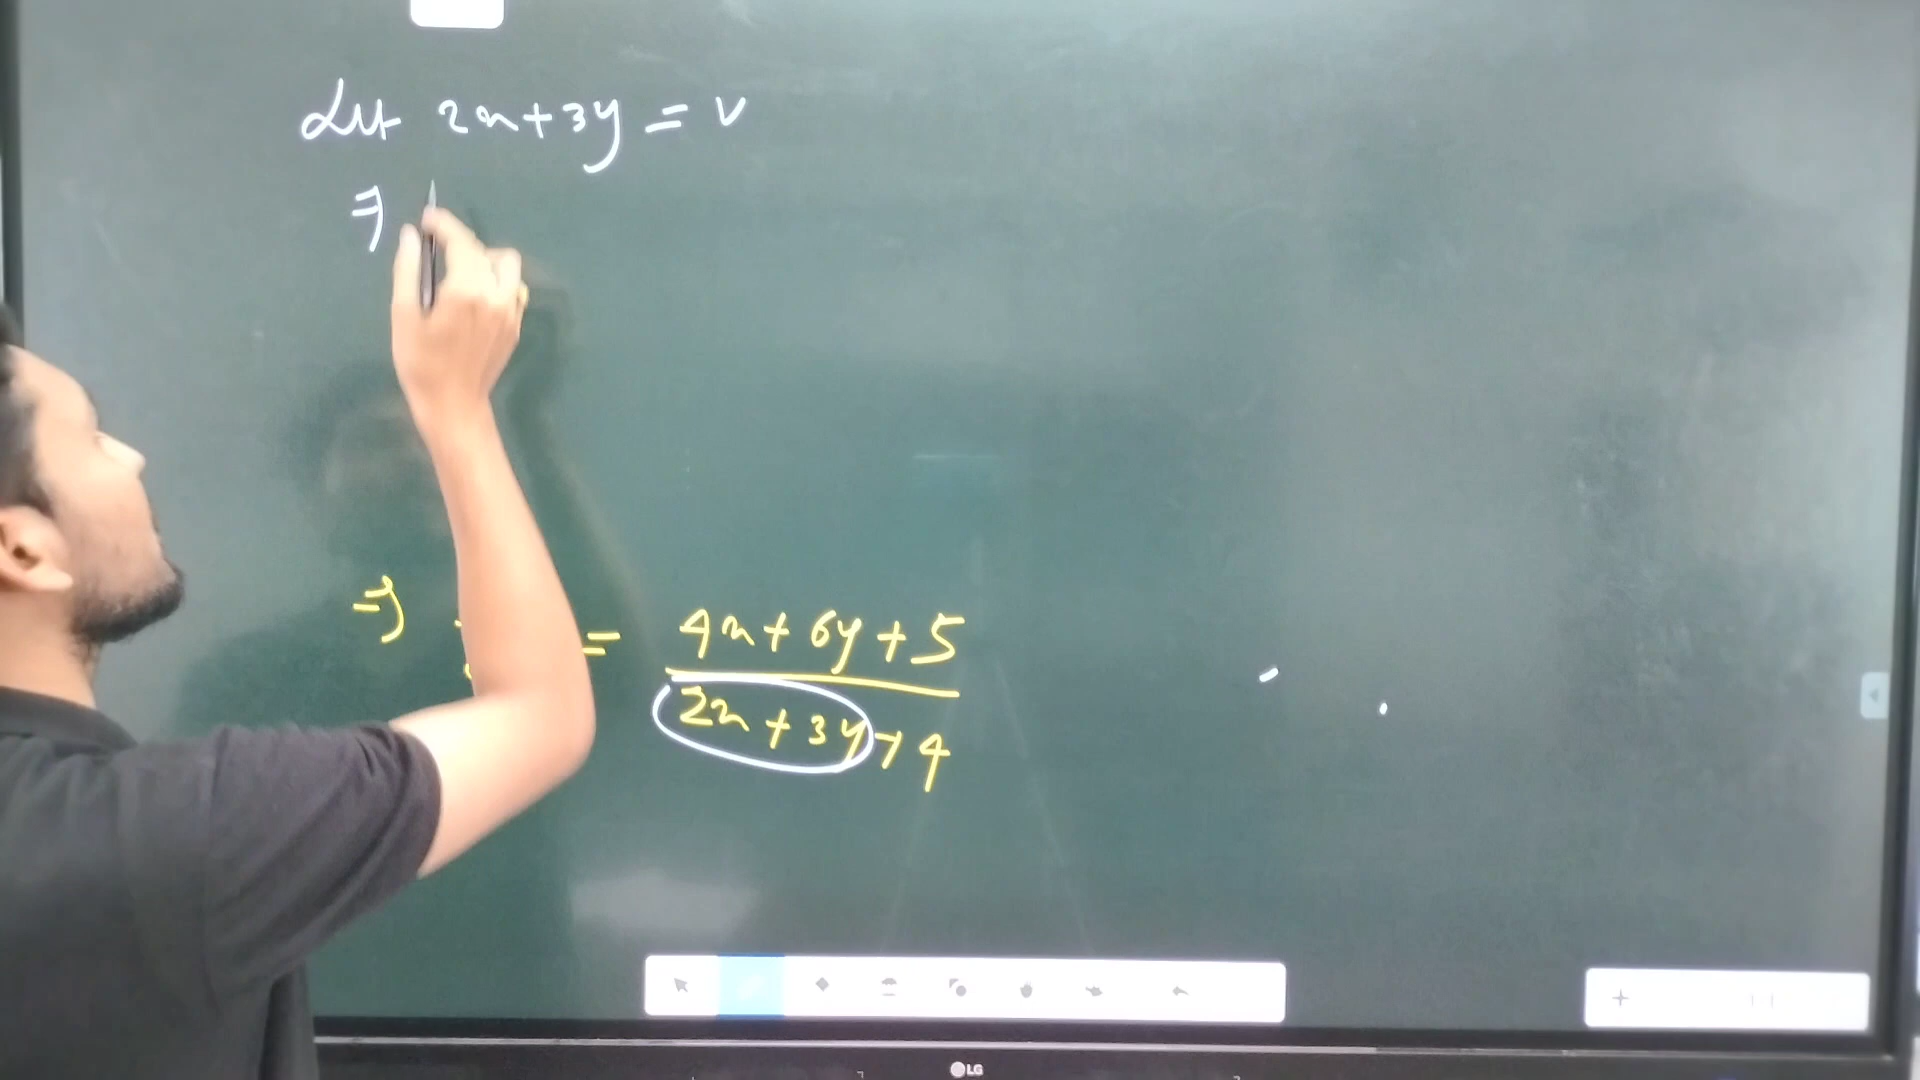 Let 2x+3y = v
⇒
⇒ = 4x+6y+5
2x+3y+4
LG